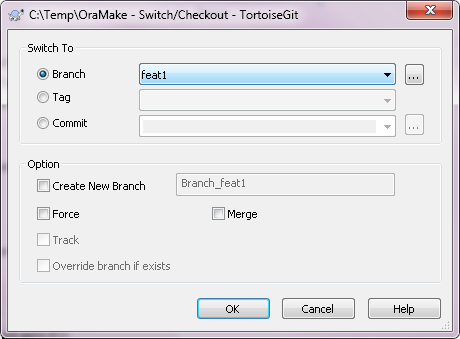 C:\Temp\OraMake - Switch/Checkout - TortoiseGit
Switch To
Branch feat1 ...
Tag
Commit ...
Option
Create New Branch Branch_feat1
Force Merge
Track
Override branch if exists
OK Cancel Help